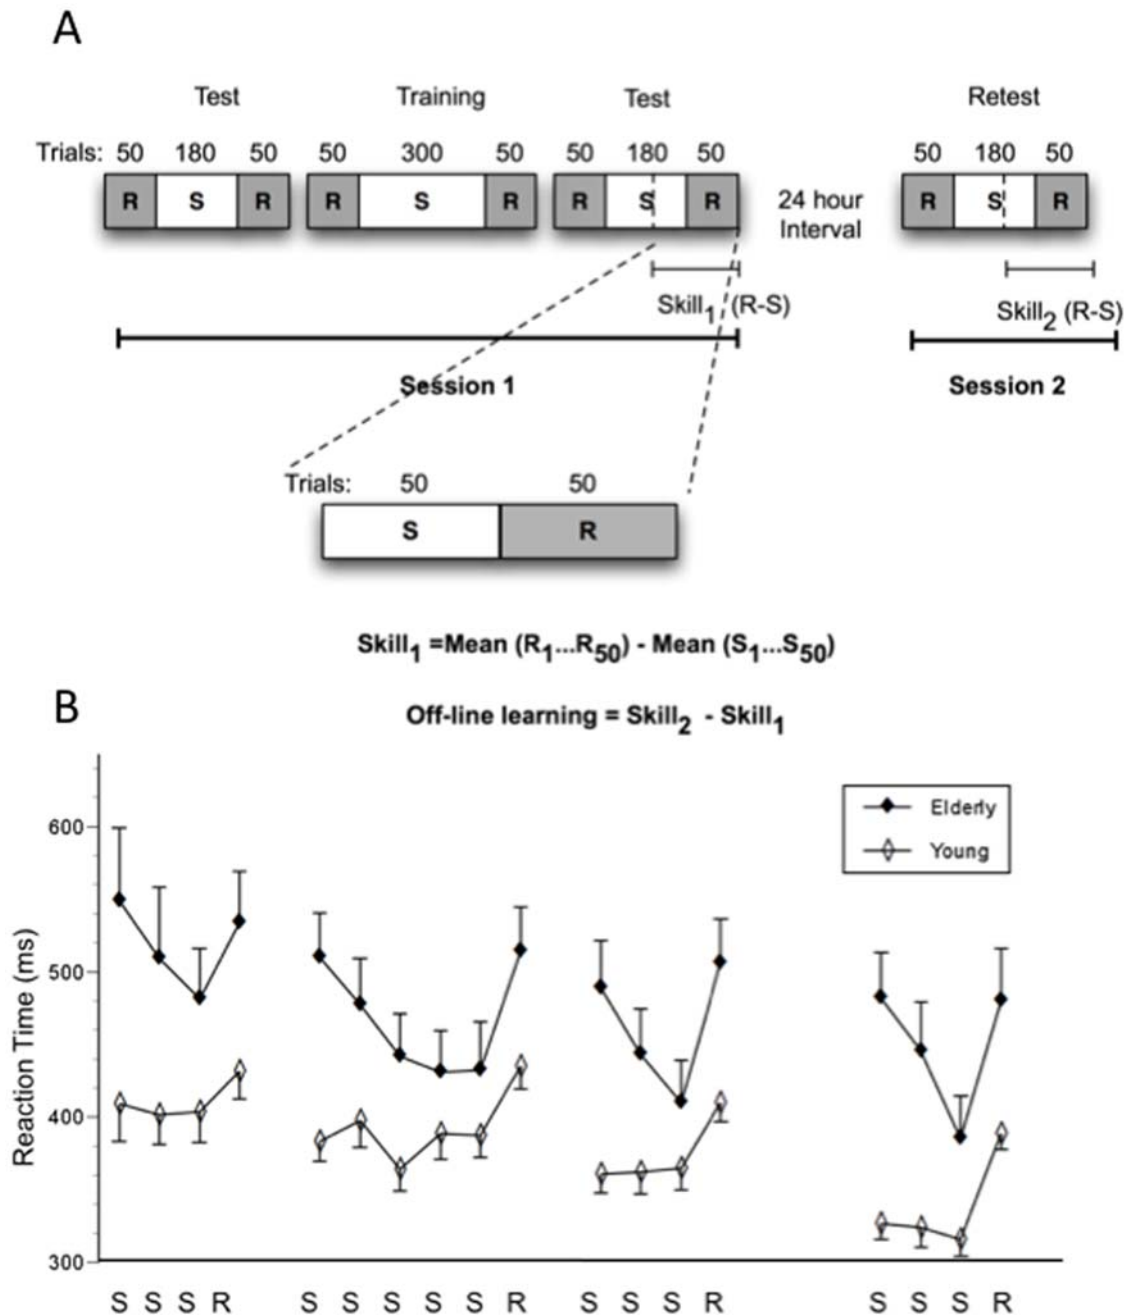 A
Test Training Test Retest
Trials: 50 180 50 50 300 50 50 180 50 50 180 50
R S R R S R R S R 24 hour Interval R S R
Skill1 (R-S) Skill2 (R-S)
Session 1 Session 2
Trials: 50 50
S R
Skill1 =Mean (R1...R50) - Mean (S1...S50)
B
Off-line learning = Skill2 - Skill1
Elderly
Young
Reaction Time (ms)
600
500
400
300
S S S R S S S S S R S S S R S S S R